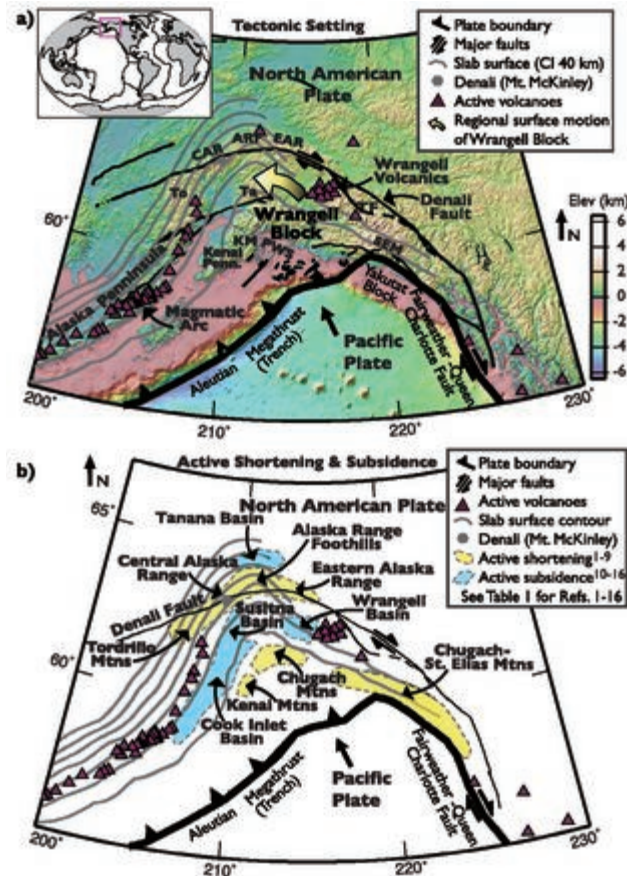 a)
Tectonic Setting
Plate boundary
Major faults
Slab surface (CI 40 km)
Denali (Mt. McKinley)
Active volcanoes
Regional surface motion
of Wrangell Block
North American
Plate
CAR
ARF
EAR
Wrangell
Volcanics
Denali
Fault
To
Ta
Wrangell
Block
KM
PWS
Kenai
Penn.
SEM
60°
Alaska Penninsula
Magmatic
Arc
Yakutat
Block
Fairweather-Queen
Charlotte Fault
Pacific
Plate
Aleutian Megathrust
(Trench)
N
Elev (km)
6
4
2
0
-2
-4
-6
200
210
220
230
b)
N
Active Shortening & Subsidence
Plate boundary
Major faults
Active volcanoes
Slab surface contour
Denali (Mt. McKinley)
Active shortening1-9
Active subsidence10-16
See Table 1 for Refs. 1-16
North American Plate
65°
Tanana Basin
Alaska Range
Foothills
Central Alaska
Range
Eastern Alaska
Range
Denali Fault
Susitna
Basin
Wrangell
Basin
Tordrillo
Mtns
60°
Chugach-
St. Elias Mtns
Chugach
Mtns
Kenai Mtns
Cook Inlet
Basin
Pacific
Plate
Aleutian Megathrust
(Trench)
Fairweather-Queen
Charlotte Fault
200
210
220
230